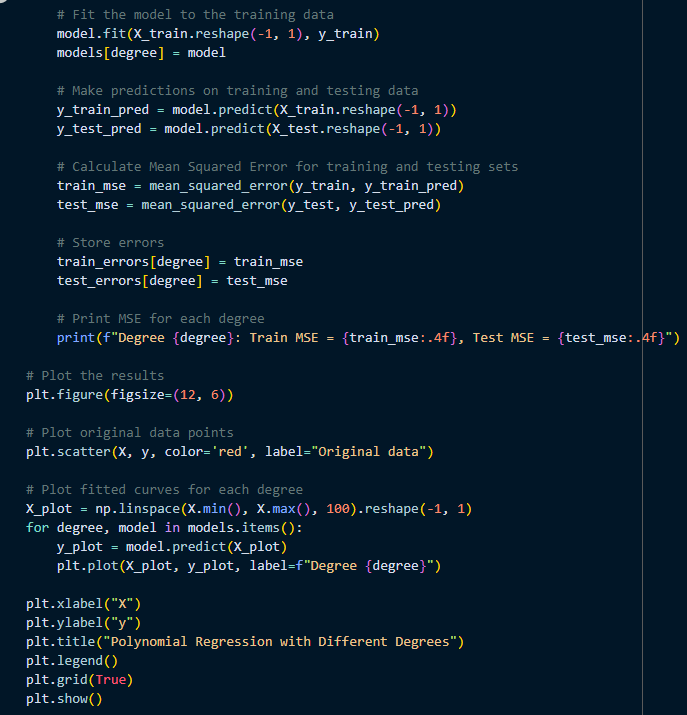 # Fit the model to the training data
model.fit(X_train.reshape(-1, 1), y_train)
models[degree] = model
# Make predictions on training and testing data
y_train_pred = model.predict(X_train.reshape(-1, 1))
y_test_pred = model.predict(X_test.reshape(-1, 1))
# Calculate Mean Squared Error for training and testing sets
train_mse = mean_squared_error(y_train, y_train_pred)
test_mse = mean_squared_error(y_test, y_test_pred)
# Store errors
train_errors[degree] = train_mse
test_errors[degree] = test_mse
# Print MSE for each degree
print(f"Degree {degree}: Train MSE = {train_mse:.4f}, Test MSE = {test_mse:.4f}")
# Plot the results
plt.figure(figsize=(12, 6))
# Plot original data points
plt.scatter(X, y, color='red', label="Original data")
# Plot fitted curves for each degree
X_plot = np.linspace(X.min(), X.max(), 100).reshape(-1, 1)
for degree, model in models.items():
y_plot = model.predict(X_plot)
plt.plot(X_plot, y_plot, label=f"Degree {degree}")
plt.xlabel("X")
plt.ylabel("y")
plt.title("Polynomial Regression with Different Degrees")
plt.legend()
plt.grid(True)
plt.show()